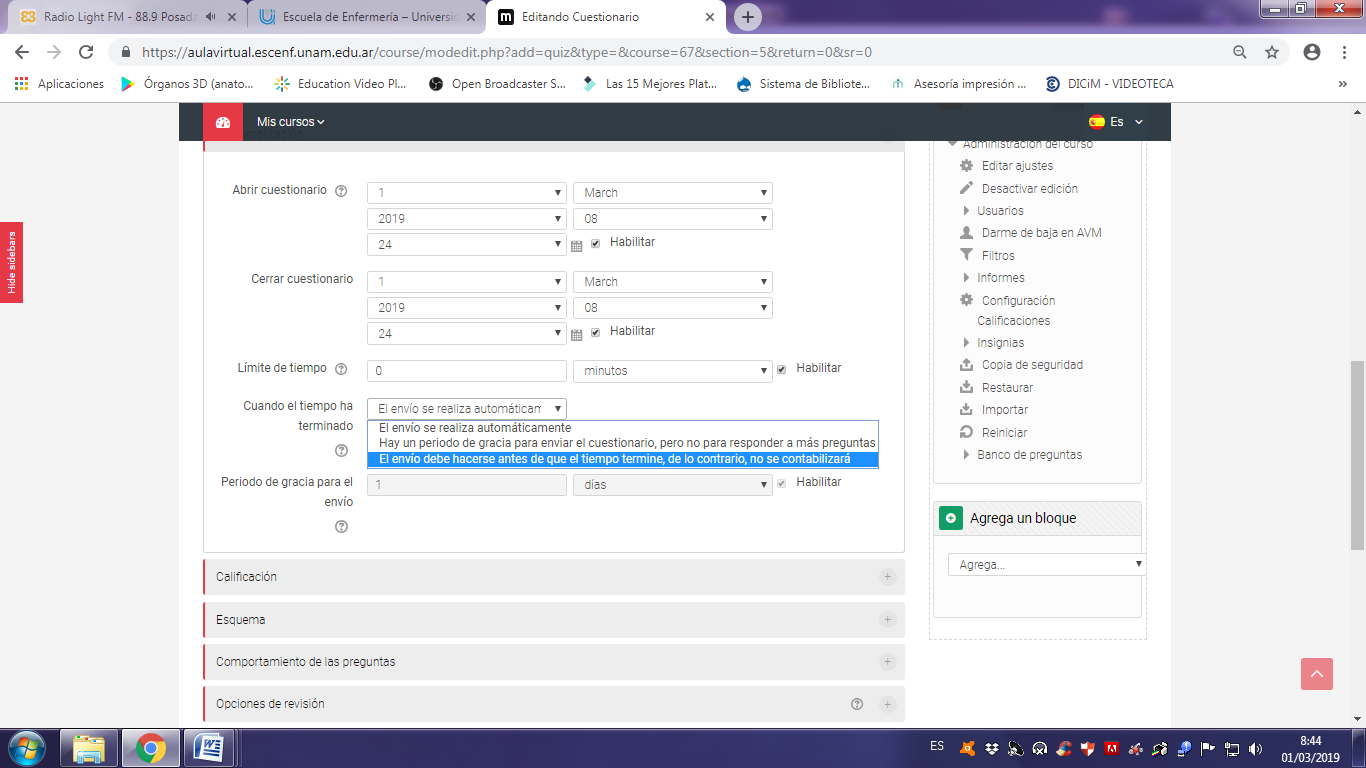 Radio Light FM - 88.9 Posada
Escuela de Enfermería – Universi
Editando Cuestionario
https://aulavirtual.escenf.unam.edu.ar/course/modedit.php?add=quiz&type=&course=67&section=5&return=0&sr=0
Aplicaciones
Órganos 3D (anato...
Education Video Pl...
Open Broadcaster S...
Las 15 Mejores Plat...
Sistema de Bibliote...
Asesoría impresión ...
DICiM - VIDEOTECA
»
Mis cursos
Es
Hide sidebars
Abrir cuestionario
1
March
2019
08
24
Habilitar
Cerrar cuestionario
1
March
2019
08
24
Habilitar
Límite de tiempo
0
minutos
Habilitar
Cuando el tiempo ha
terminado
El envío se realiza automáticam
El envío se realiza automáticamente
Hay un periodo de gracia para enviar el cuestionario, pero no para responder a más preguntas
El envío debe hacerse antes de que el tiempo termine, de lo contrario, no se contabilizará
Periodo de gracia para el
envío
1
días
Habilitar
Calificación
Esquema
Comportamiento de las preguntas
Opciones de revisión
Administración del curso
Editar ajustes
Desactivar edición
Usuarios
Darme de baja en AVM
Filtros
Informes
Configuración
Calificaciones
Insignias
Copia de seguridad
Restaurar
Importar
Reiniciar
Banco de preguntas
Agrega un bloque
Agrega...
ES
8:44
01/03/2019